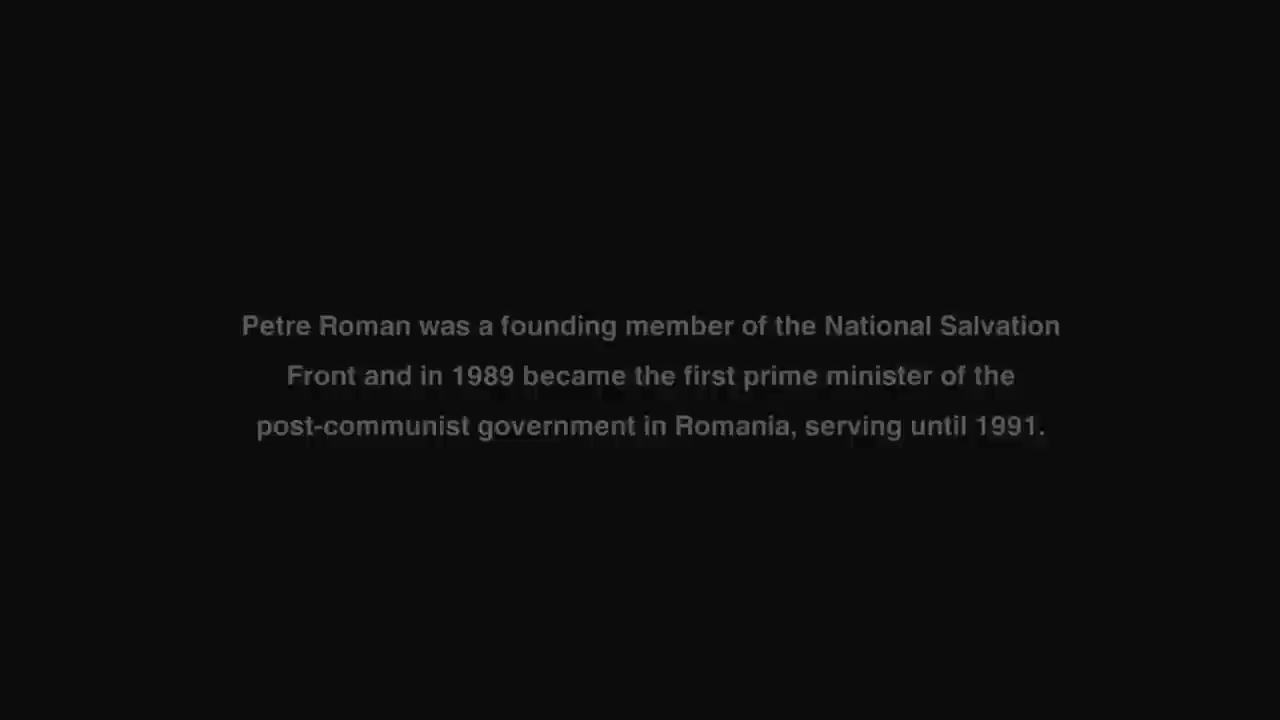 Petre Roman was a founding member of the National Salvation
Front and in 1989 became the first prime minister of the
post-communist government in Romania, serving until 1991.